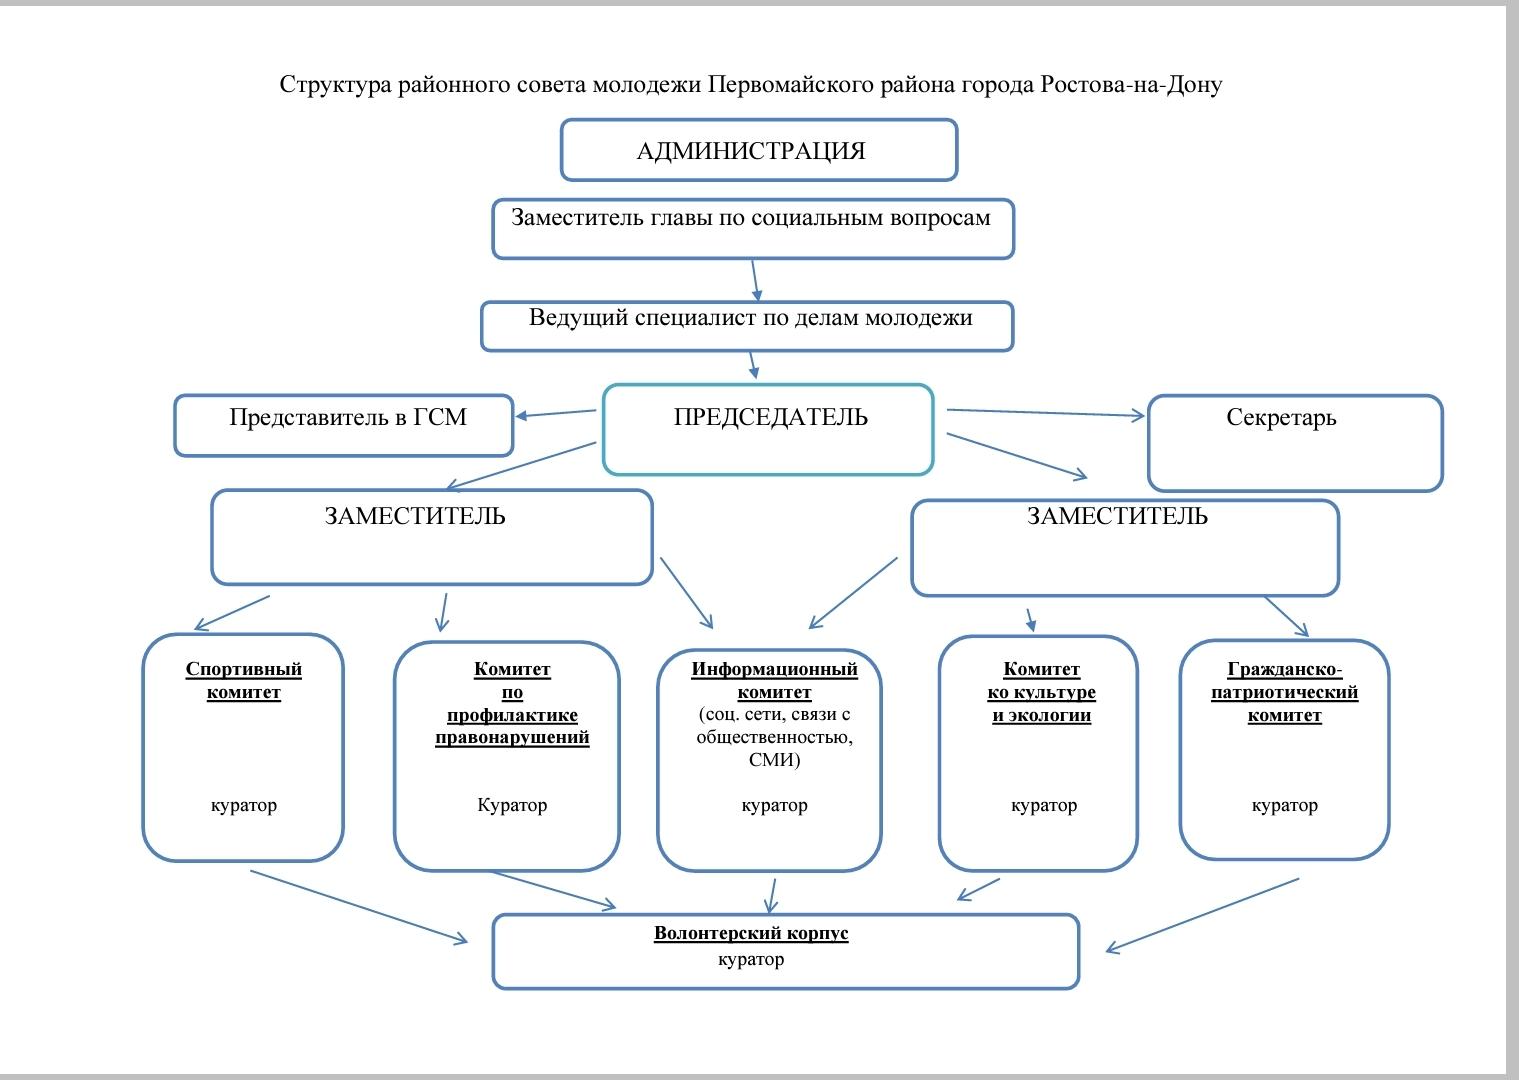 Структура районного совета молодежи Первомайского района города Ростова-на-Дону
АДМИНИСТРАЦИЯ
Заместитель главы по социальным вопросам
Ведущий специалист по делам молодежи
Представитель в ГСМ
ПРЕДСЕДАТЕЛЬ
Секретарь
ЗАМЕСТИТЕЛЬ
ЗАМЕСТИТЕЛЬ
Спортивный
комитет
куратор
Комитет
по
профилактике
правонарушений
Куратор
Информационный
комитет
(соц. сети, связи с
общественностью,
СМИ)
куратор
Комитет
ко культуре
и экологии
куратор
Гражданско-
патриотический
комитет
куратор
Волонтерский корпус
куратор